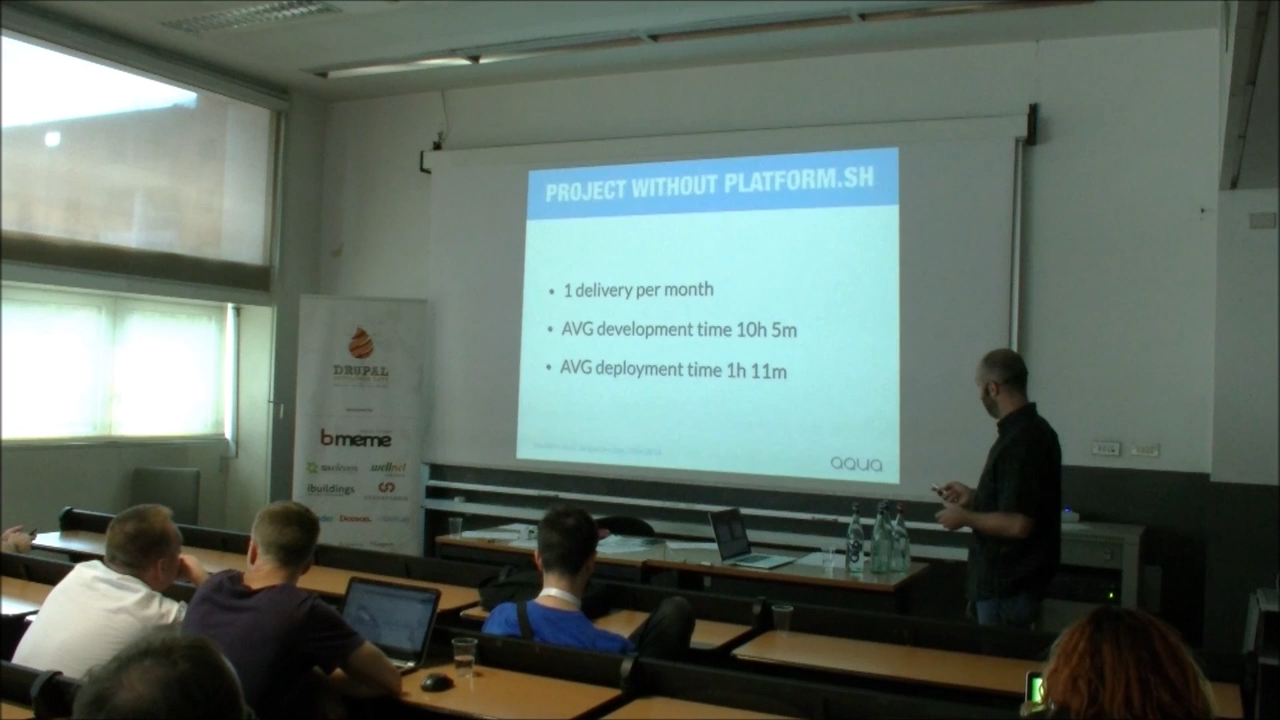 PROJECT WITHOUT PLATFORM.SH
• 1 delivery per month
• AVG development time 10h 5m
• AVG deployment time 1h 11m
aqua
DRUPAL
bmeme
wellnet
ibuildings